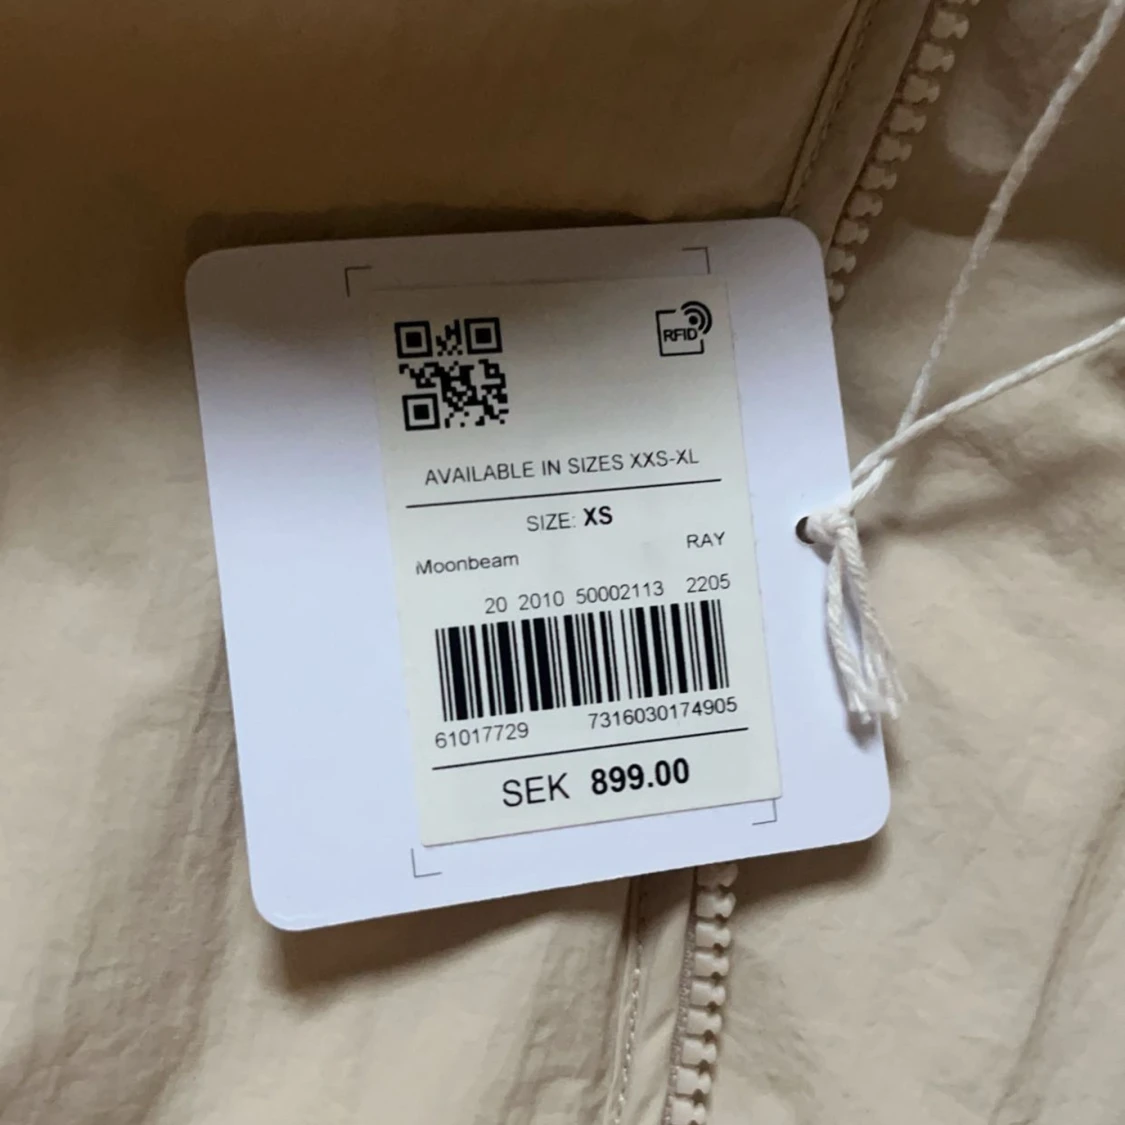 RFID
AVAILABLE IN SIZES XXS-XL
SIZE: XS
Moonbeam RAY
20 2010 50002113 2205
61017729 7316030174905
SEK 899.00